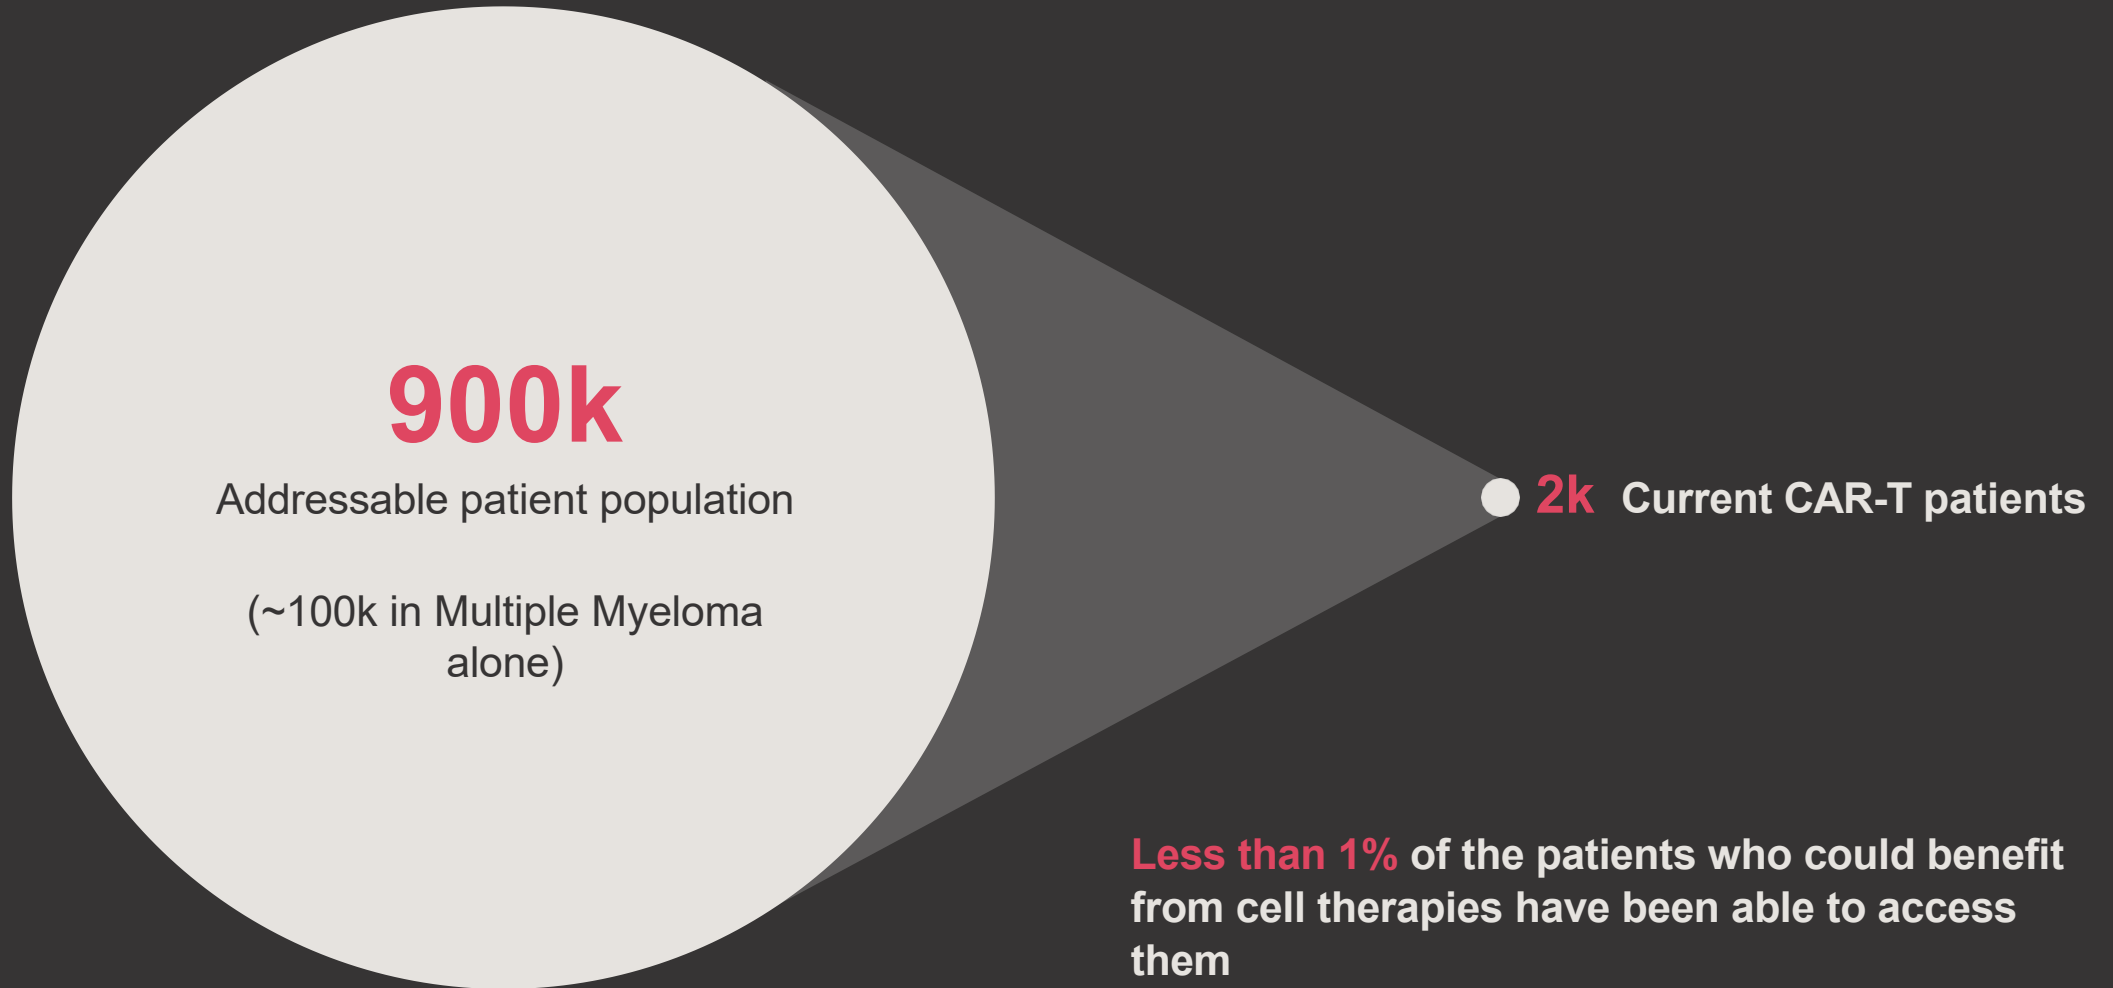 900k
Addressable patient population
(~100k in Multiple Myeloma
alone)
2k Current CAR-T patients
Less than 1% of the patients who could benefit
from cell therapies have been able to access
them